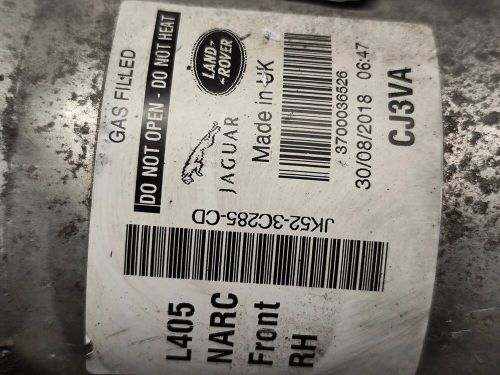 GAS FILLED
DO NOT OPEN - DO NOT HEAT
LAND-
-ROVER
JAGUAR
Made in UK
3700036526
30/08/2018 06:47
CJ3VA
JK52-3C285-CD
L405
NARC
Front
RH